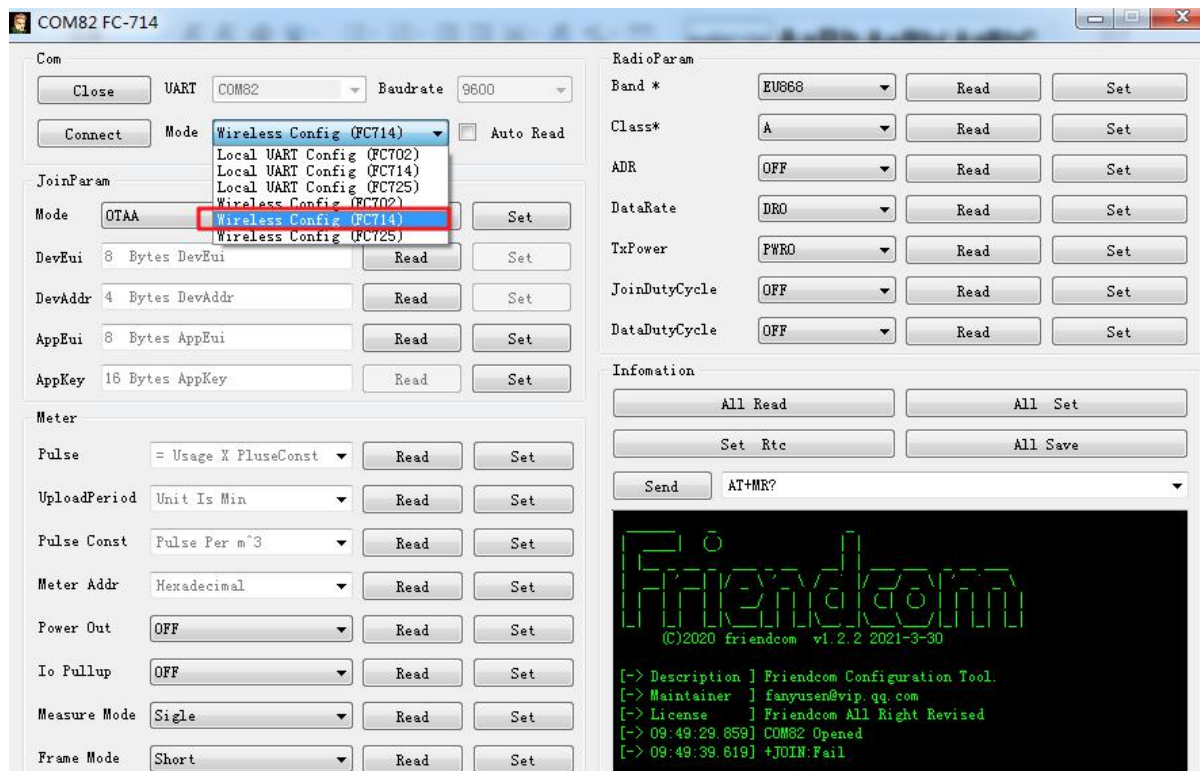 COM82 FC-714
Com
Close UART COM82 Baudrate 9600
Connect Mode Wireless Config (FC714) Auto Read
Local UART Config (FC702)
Local UART Config (FC714)
Local UART Config (FC725)
Wireless Config (FC702)
Wireless Config (FC714)
Wireless Config (FC725)
JoinParam
Mode OTAA Set
DevEui 8 Bytes DevEui Read Set
DevAddr 4 Bytes DevAddr Read Set
AppEui 8 Bytes AppEui Read Set
AppKey 16 Bytes AppKey Read Set
Meter
Pulse = Usage X PluseConst Read Set
UploadPeriod Unit Is Min Read Set
Pulse Const Pulse Per m^3 Read Set
Meter Addr Hexadecimal Read Set
Power Out OFF Read Set
Io Pullup OFF Read Set
Measure Mode Sigle Read Set
Frame Mode Short Read Set
RadioParam
Band * EU868 Read Set
Class* A Read Set
ADR OFF Read Set
DataRate DR0 Read Set
TxPower PWR0 Read Set
JoinDutyCycle OFF Read Set
DataDutyCycle OFF Read Set
Infomation
All Read All Set
Set Rtc All Save
Send AT+MR?
Friendcom
(C)2020 friendcom v1.2.2 2021-3-30
[-> Description ] Friendcom Configuration Tool.
[-> Maintainer ] fanyusen@vip.qq.com
[-> License ] Friendcom All Right Revised
[-> 09:49:29.859] COM82 Opened
[-> 09:49:39.619] +JOIN:Fail